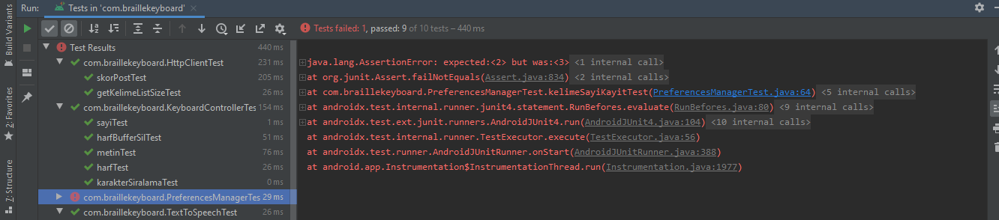 Run:
Tests in 'com.braillekeyboard'
Tests failed: 1, passed: 9 of 10 tests – 440 ms
Build Variants
2: Favorites
7: Structure
Test Results 440 ms
com.braillekeyboard.HttpClientTest 231 ms
skorPostTest 205 ms
getKelimeListSizeTest 26 ms
com.braillekeyboard.KeyboardControllerTes 154 ms
sayiTest 1 ms
harfBufferSilTest 51 ms
metinTest 76 ms
harfTest 26 ms
karakterSiralamaTest 0 ms
com.braillekeyboard.PreferencesManagerTes 29 ms
com.braillekeyboard.TextToSpeechTest 26 ms
java.lang.AssertionError: expected:<2> but was:<3> <1 internal call>
at org.junit.Assert.failNotEquals(Assert.java:834) <2 internal calls>
at com.braillekeyboard.PreferencesManagerTest.kelimeSayiKayitTest(PreferencesManagerTest.java:64) <5 internal calls>
at androidx.test.internal.runner.junit4.statement.RunBefores.evaluate(RunBefores.java:80) <9 internal calls>
at androidx.test.ext.junit.runners.AndroidJUnit4.run(AndroidJUnit4.java:104) <10 internal calls>
at androidx.test.internal.runner.TestExecutor.execute(TestExecutor.java:56)
at androidx.test.runner.AndroidJUnitRunner.onStart(AndroidJUnitRunner.java:388)
at android.app.Instrumentation$InstrumentationThread.run(Instrumentation.java:1977)